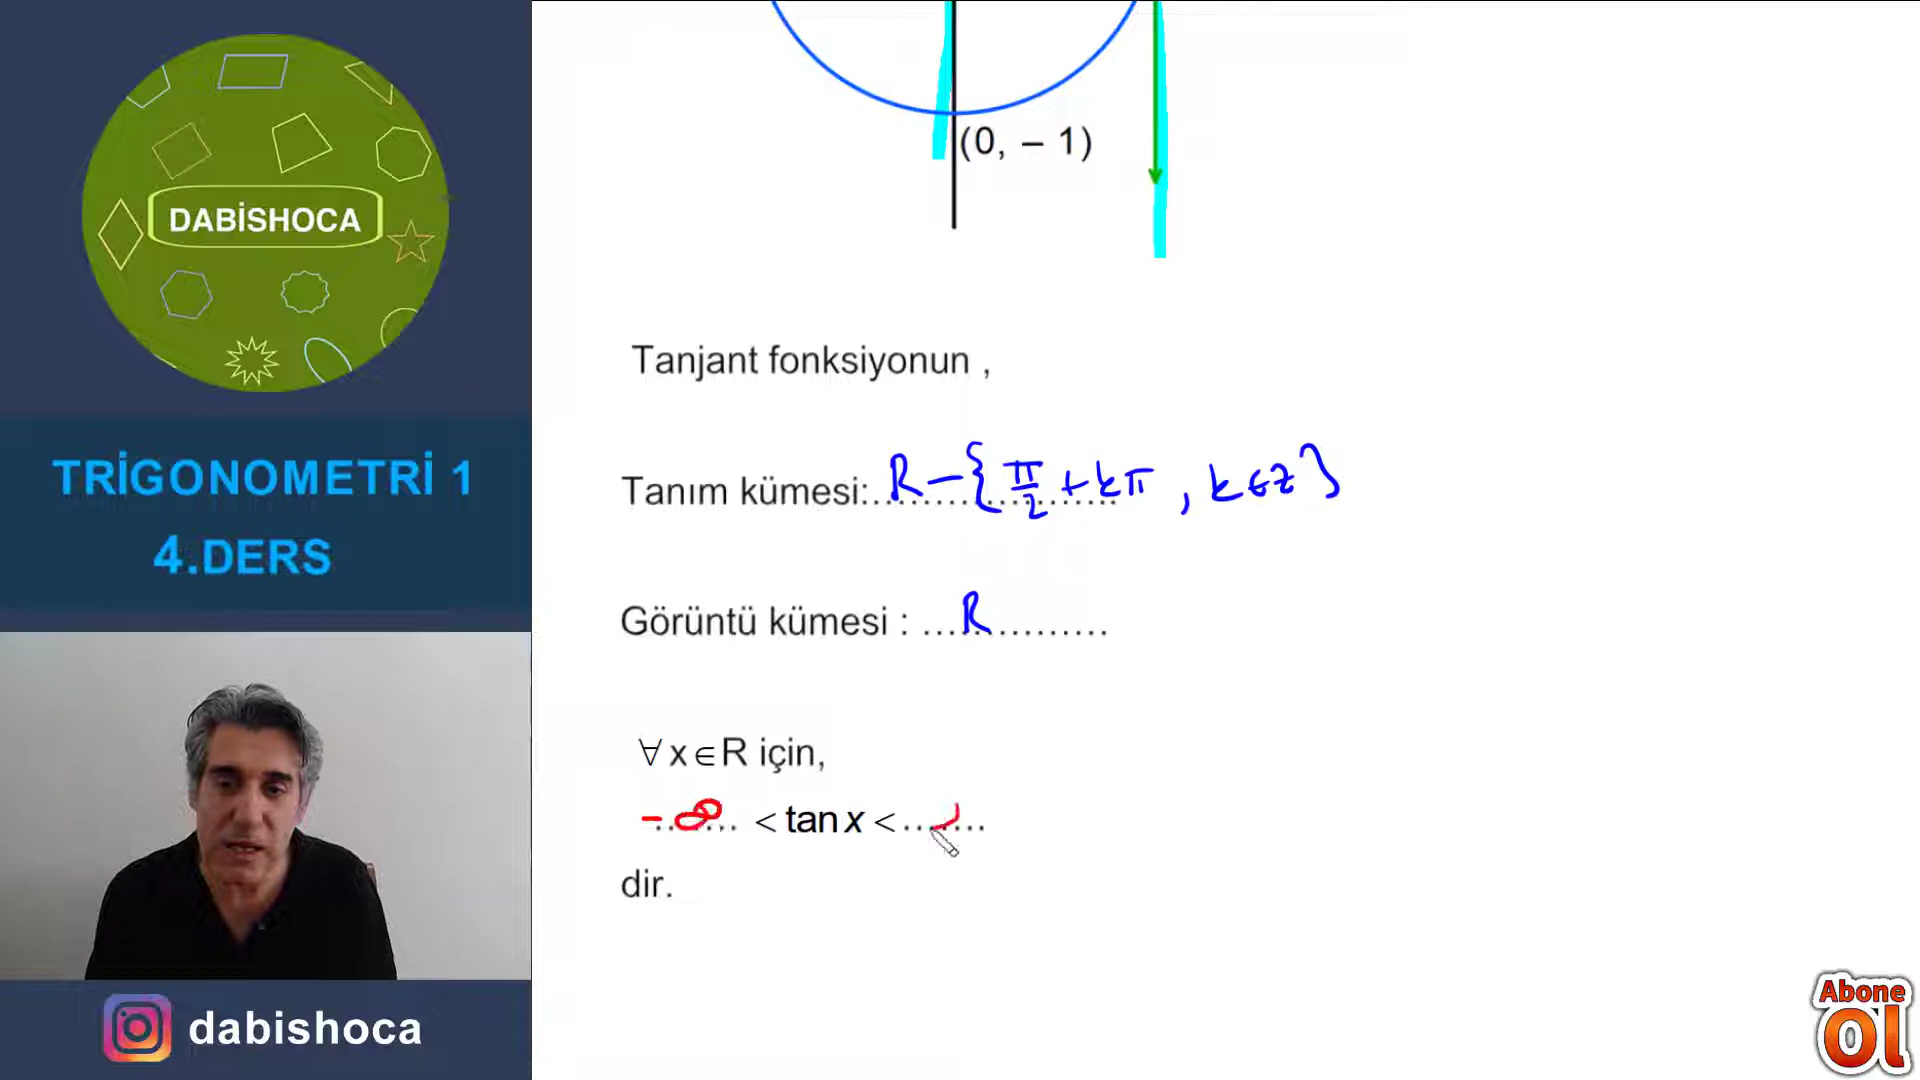 DABİSHOCA
TRİGONOMETRİ 1
4.DERS
dabishoca
(0, – 1)
Tanjant fonksiyonun ,
Tanım kümesi:.................... R-{π/2+kπ , k∈Z}
Görüntü kümesi : ...R............
∀x∈R için,
-∞ < tan x < .......
dir.
Abone
Ol